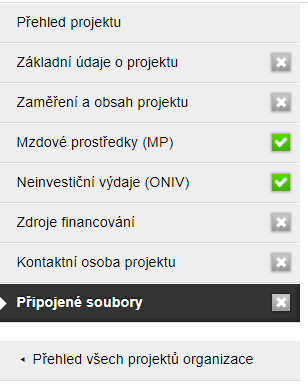 Přehled projektu
Základní údaje o projektu
Zaměření a obsah projektu
Mzdové prostředky (MP)
Neinvestiční výdaje (ONIV)
Zdroje financování
Kontaktní osoba projektu
Připojené soubory
Přehled všech projektů organizace